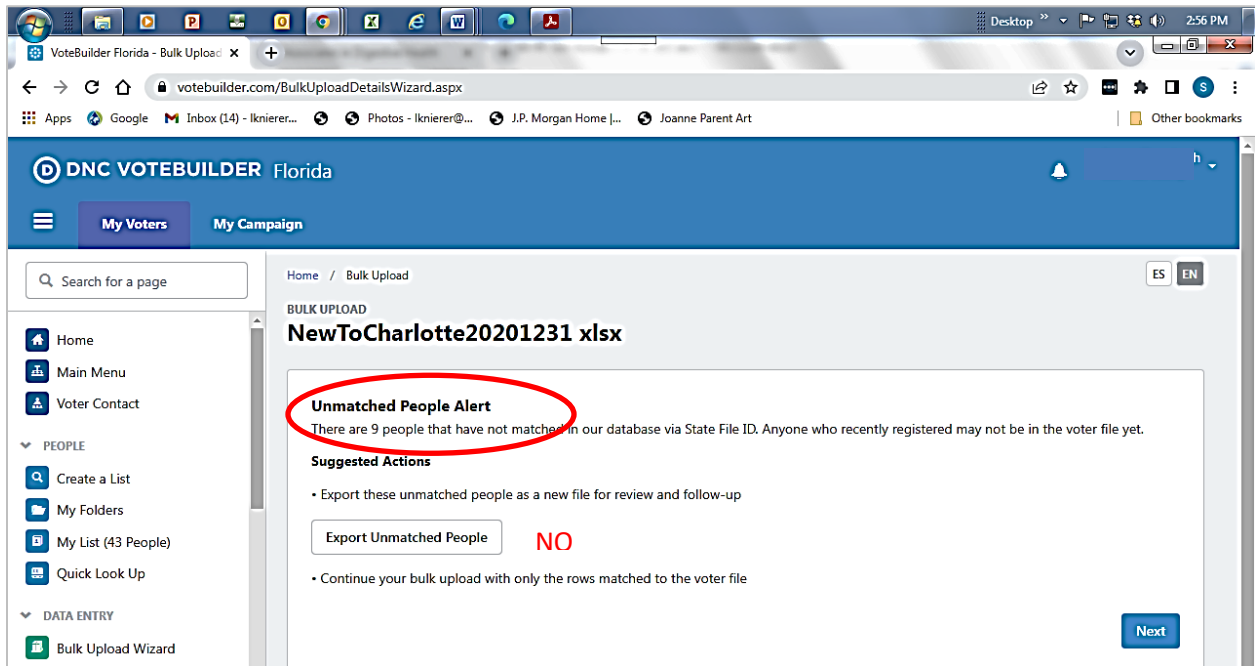 Desktop » 2:56 PM
VoteBuilder Florida - Bulk Upload
votebuilder.com/BulkUploadDetailsWizard.aspx
S
Apps Google Inbox (14) - lknierer... Photos - lknierer@... J.P. Morgan Home |... Joanne Parent Art Other bookmarks
D DNC VOTEBUILDER Florida
h
My Voters My Campaign
Search for a page
Home / Bulk Upload
ES EN
BULK UPLOAD
NewToCharlotte20201231 xlsx
Home
Main Menu
Voter Contact
PEOPLE
Create a List
My Folders
My List (43 People)
Quick Look Up
DATA ENTRY
Bulk Upload Wizard
Unmatched People Alert
There are 9 people that have not matched in our database via State File ID. Anyone who recently registered may not be in the voter file yet.
Suggested Actions
• Export these unmatched people as a new file for review and follow-up
Export Unmatched People NO
• Continue your bulk upload with only the rows matched to the voter file
Next